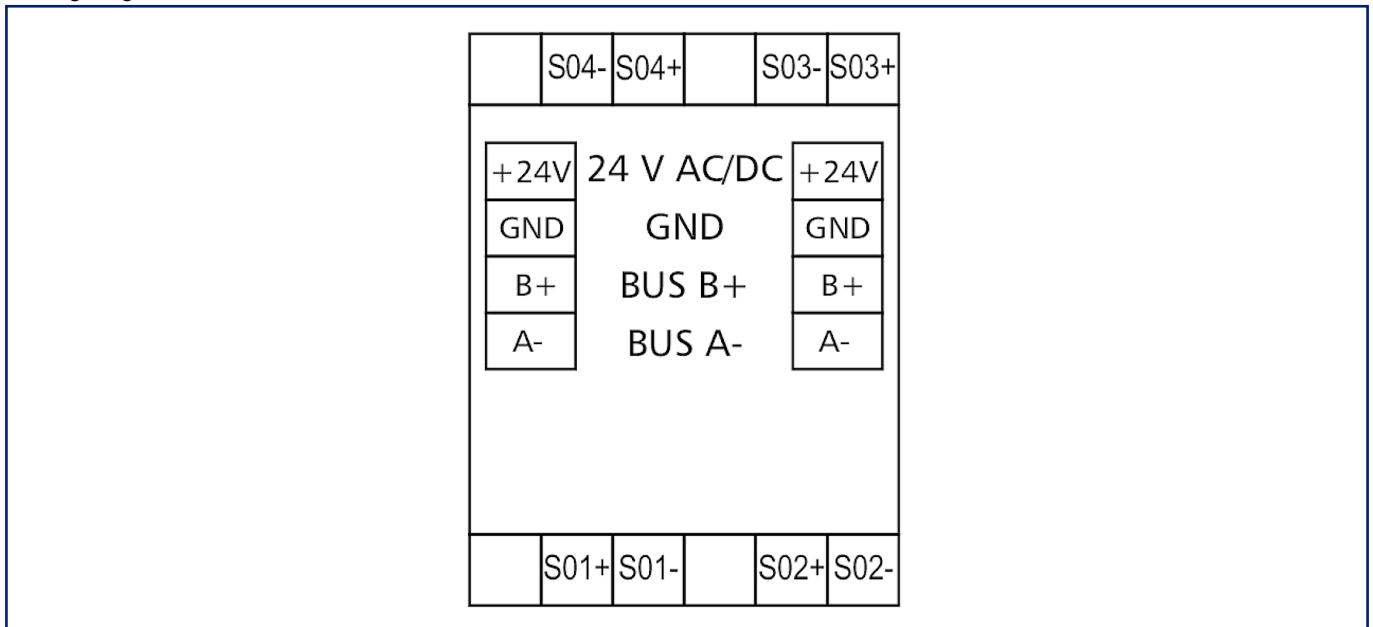 S04- S04+ S03- S03+
+24V 24 V AC/DC +24V
GND GND GND
B+ BUS B+ B+
A- BUS A- A-
S01+ S01- S02+ S02-